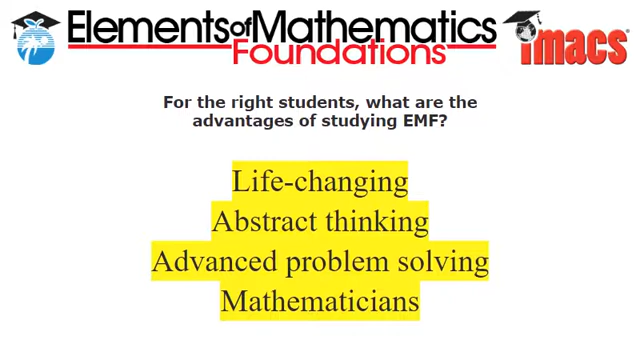 Elements of Mathematics
Foundations
imacs
For the right students, what are the
advantages of studying EMF?
Life-changing
Abstract thinking
Advanced problem solving
Mathematicians